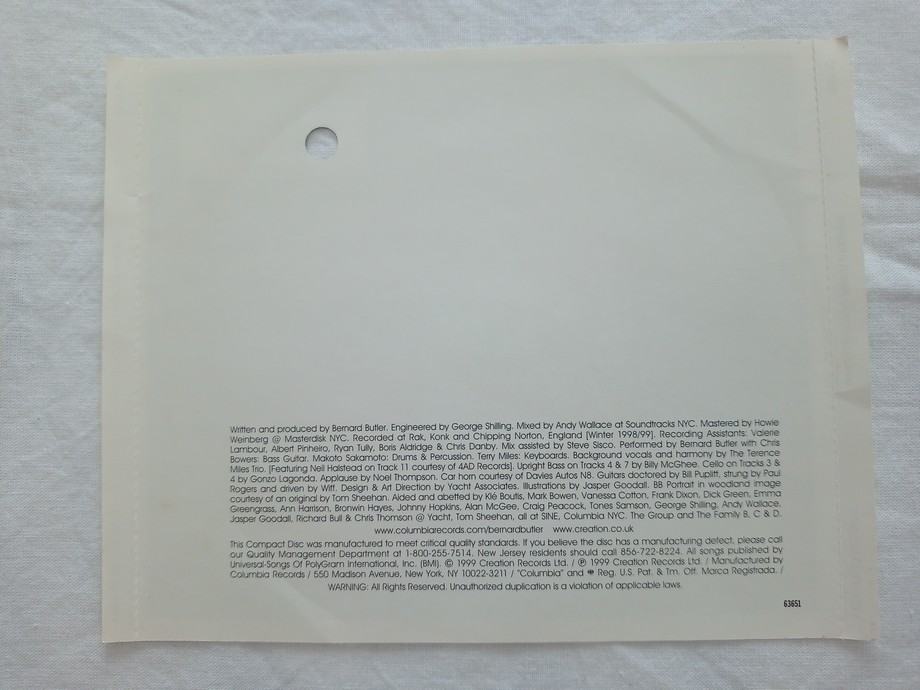 Written and produced by Bernard Butler. Engineered by George Shilling. Mixed by Andy Wallace at Soundtracks NYC. Mastered by Howie
Weinberg @ Masterdisk NYC. Recorded at Rak, Konk and Chipping Norton, England [Winter 1998/99]. Recording Assistants: Valerie
Lambour, Albert Pinheiro, Ryan Tully, Boris Aldridge & Chris Danby. Mix assisted by Steve Sisco. Performed by Bernard Butler with Chris
Bowers: Bass Guitar. Makoto Sakamoto: Drums & Percussion. Terry Miles: Keyboards. Background vocals and harmony by The Terence
Miles Trio. [Featuring Neil Halstead on Track 11 courtesy of 4AD Records]. Upright Bass on Tracks 4 & 7 by Billy McGhee. Cello on Tracks 3 &
4 by Gonzo Lagonda. Applause by Noel Thompson. Car horn courtesy of Davies Autos N8. Guitars doctored by Bill Puplitt, strung by Paul
Rogers and driven by Witf. Design & Art Direction by Yacht Associates. Illustrations by Jasper Goodall. BB Portrait in woodland image
courtesy of an original by Tom Sheehan. Aided and abetted by Klé Boutis, Mark Bowen, Vanessa Cotton, Frank Dixon, Dick Green, Emma
Greengrass, Ann Harrison, Bronwin Hayes, Johnny Hopkins, Alan McGee, Craig Peacock, Tones Samson, George Shilling, Andy Wallace,
Jasper Goodall, Richard Bull & Chris Thomson @ Yacht, Tom Sheehan, all at SINE, Columbia NYC. The Group and The Family B, C & D.
www.columbiarecords.com/bernardbutler www.creation.co.uk
This Compact Disc was manufactured to meet critical quality standards. If you believe the disc has a manufacturing defect, please call
our Quality Management Department at 1-800-255-7514. New Jersey residents should call 856-722-8224. All songs published by
Universal-Songs Of PolyGram International, Inc. (BMI). © 1999 Creation Records Ltd. / ℗ 1999 Creation Records Ltd. / Manufactured by
Columbia Records / 550 Madison Avenue, New York, NY 10022-3211 / "Columbia" and Reg. U.S. Pat. & Tm. Off. Marca Registrada. /
WARNING: All Rights Reserved. Unauthorized duplication is a violation of applicable laws.
63651